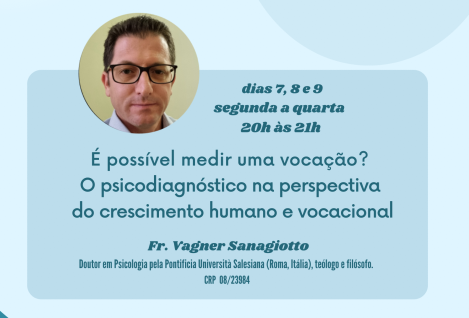 dias 7, 8 e 9
segunda a quarta
20h às 21h
É possível medir uma vocação?
O psicodiagnóstico na perspectiva
do crescimento humano e vocacional
Fr. Vagner Sanagiotto
Doutor em Psicologia pela Pontificia Università Salesiana (Roma, Itália), teólogo e filósofo.
CRP 08/23984